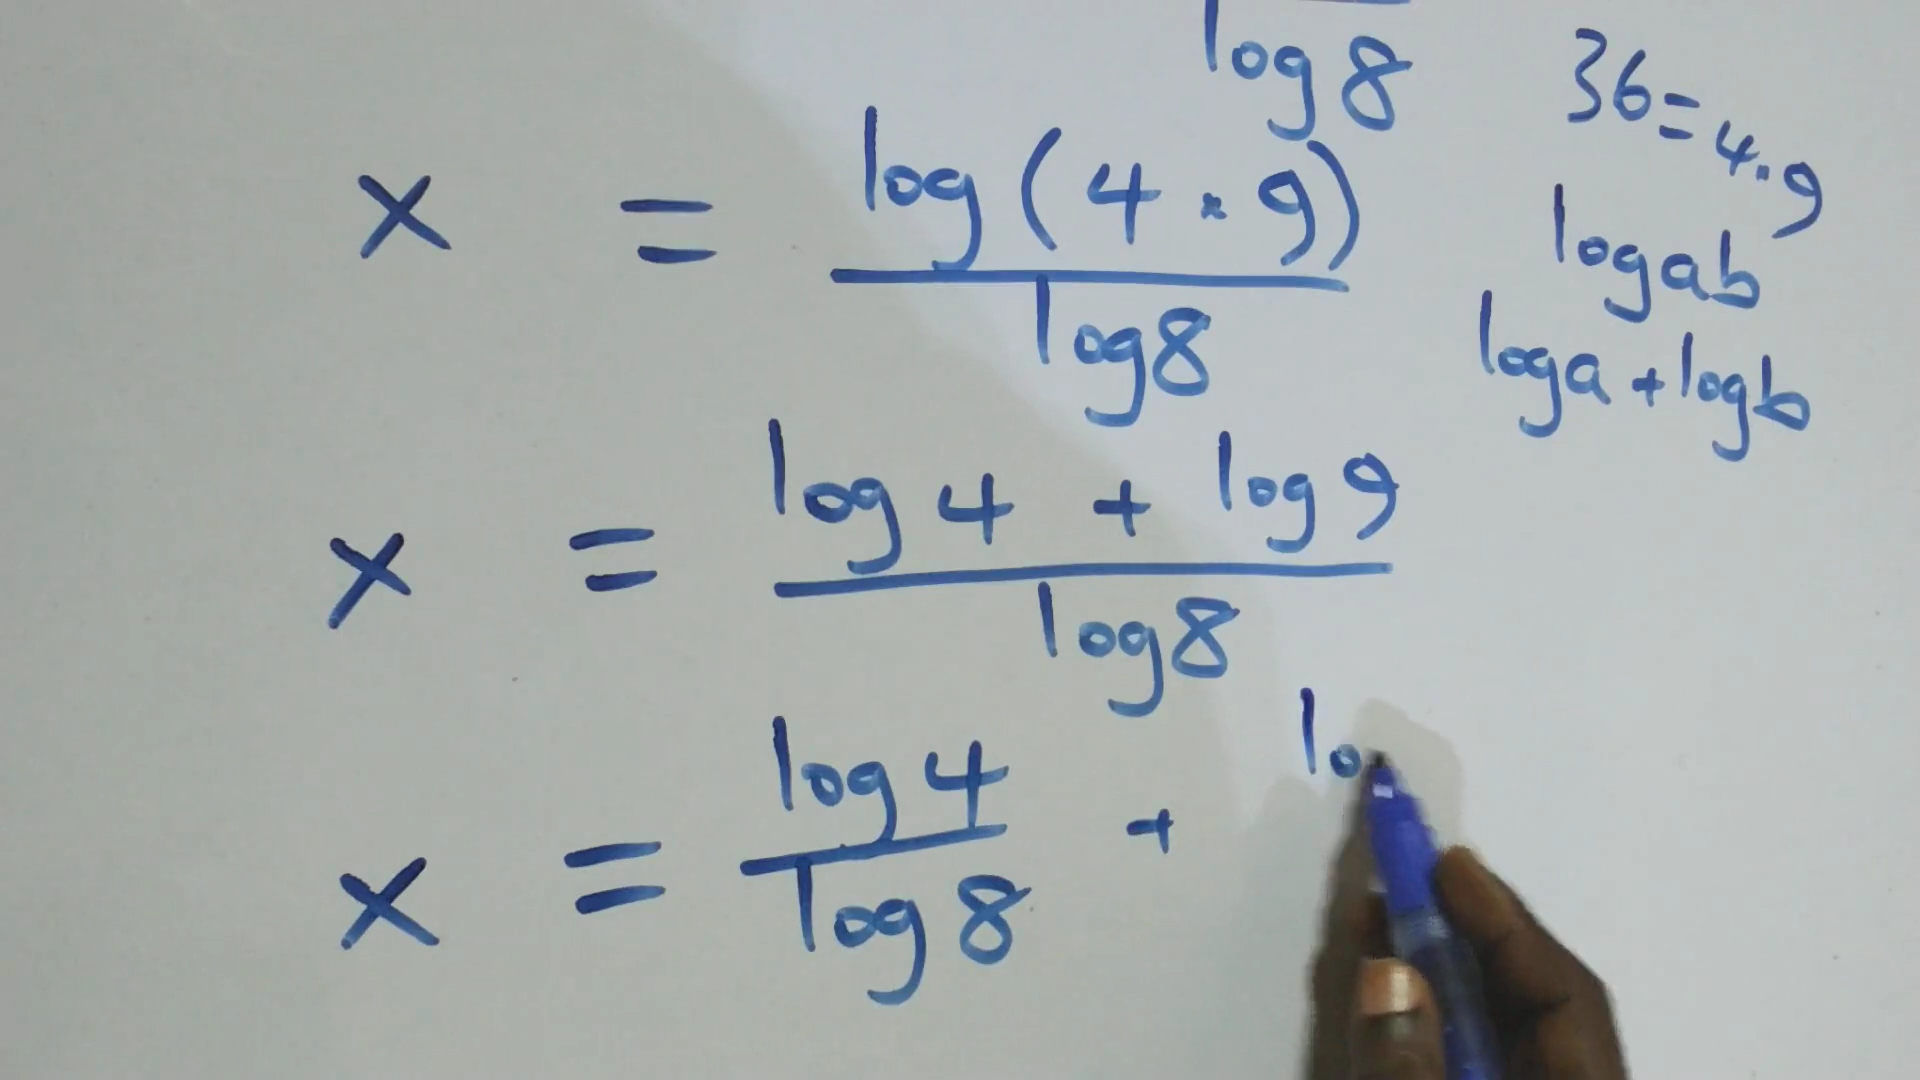 log 8
36 = 4 . 9
x = log (4 . 9)
log 8
log ab
log a + log b
x = log 4 + log 9
log 8
x = log 4 + lo
log 8